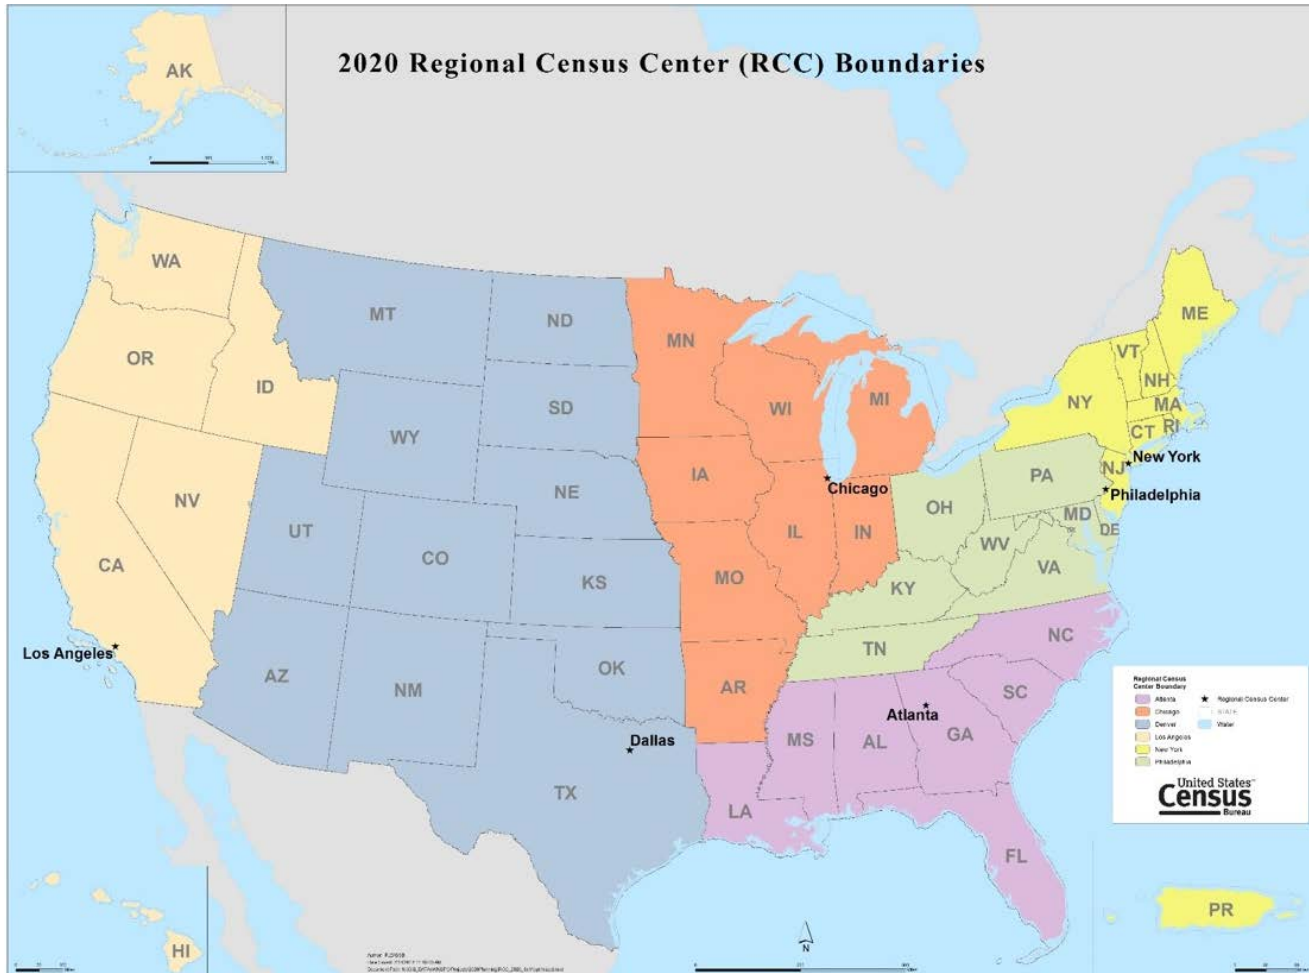 2020 Regional Census Center (RCC) Boundaries
AK
WA
OR
ID
MT
ND
SD
WY
NE
NV
UT
CO
KS
CA
AZ
NM
OK
TX
MN
WI
MI
IA
IL
IN
MO
AR
OH
PA
WV
VA
MD
DE
KY
TN
NC
SC
GA
AL
MS
LA
FL
ME
VT
NH
MA
RI
CT
NY
NJ
New York
Philadelphia
Chicago
Los Angeles
Dallas
Atlanta
HI
PR
N
Regional Census
Center Boundary
Atlanta
Chicago
Denver
Los Angeles
New York
Philadelphia
Regional Census Center
Water
United States™
Census
Bureau